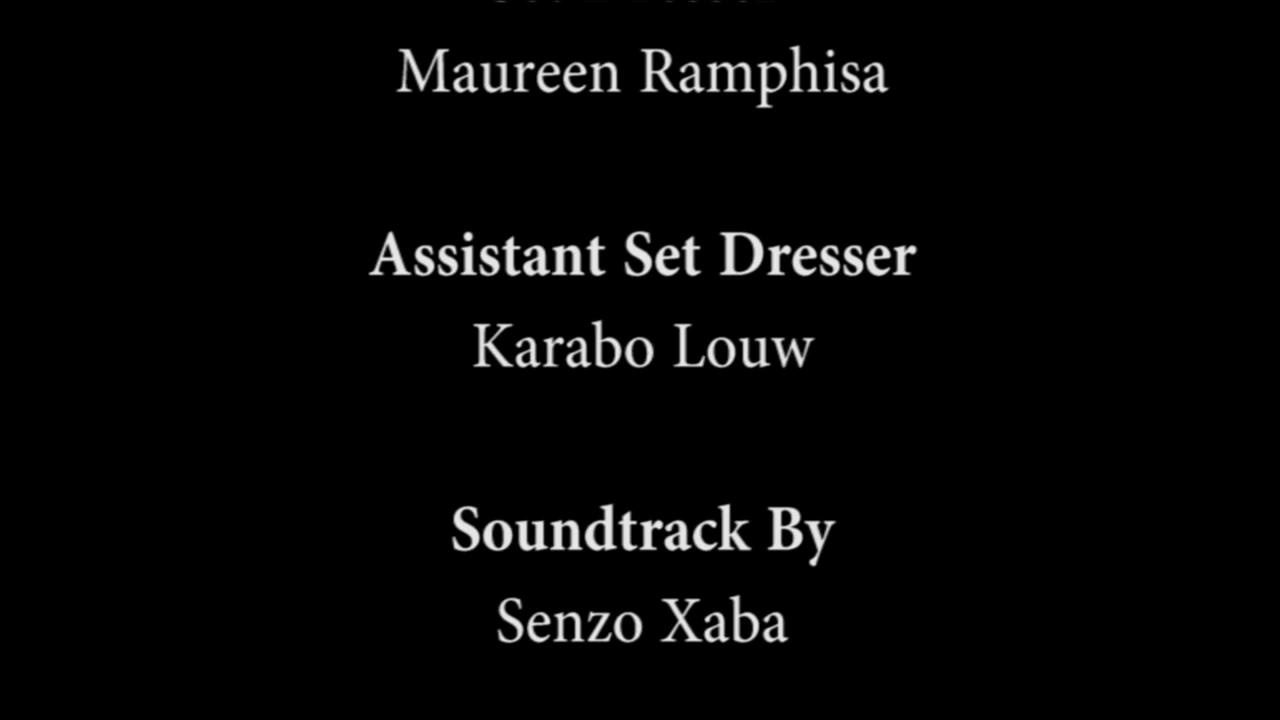 Maureen Ramphisa
Assistant Set Dresser
Karabo Louw
Soundtrack By
Senzo Xaba